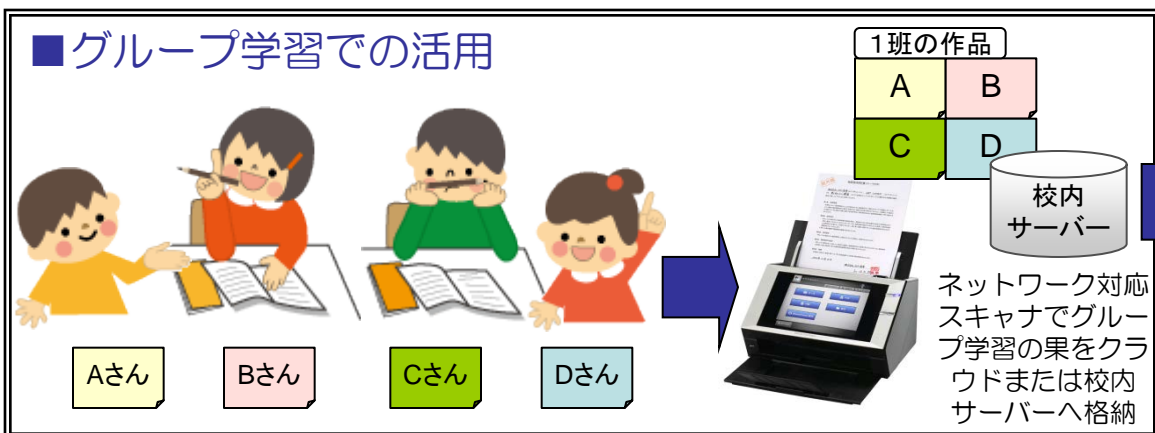 ■グループ学習での活用
1班の作品
A
B
C
D
校内
サーバー
Aさん
Bさん
Cさん
Dさん
ネットワーク対応
スキャナでグルー
プ学習の果をクラ
ウドまたは校内
サーバーへ格納